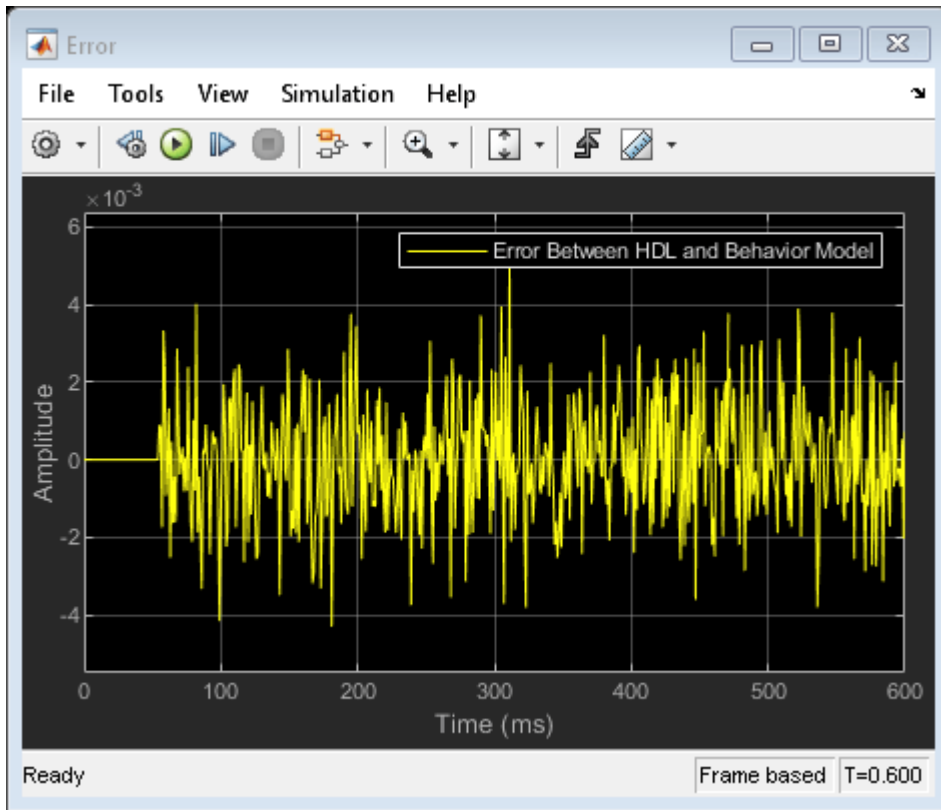 Error
File Tools View Simulation Help
×10-3
6
Error Between HDL and Behavior Model
4
2
0
-2
-4
Amplitude
0 100 200 300 400 500 600
Time (ms)
Ready Frame based T=0.600